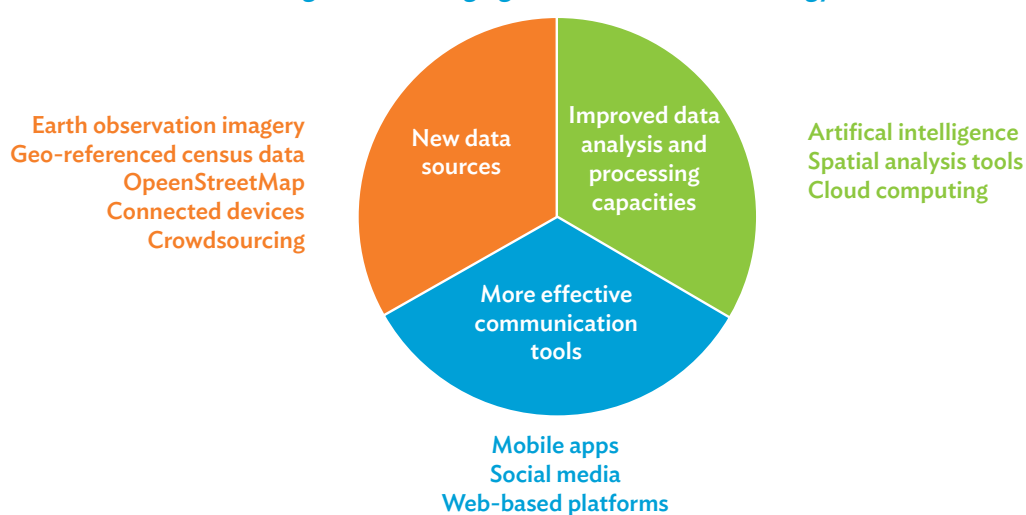 Earth observation imagery
Geo-referenced census data
OpeenStreetMap
Connected devices
Crowdsourcing
New data
sources
Improved data
analysis and
processing
capacities
Artifical intelligence
Spatial analysis tools
Cloud computing
More effective
communication
tools
Mobile apps
Social media
Web-based platforms